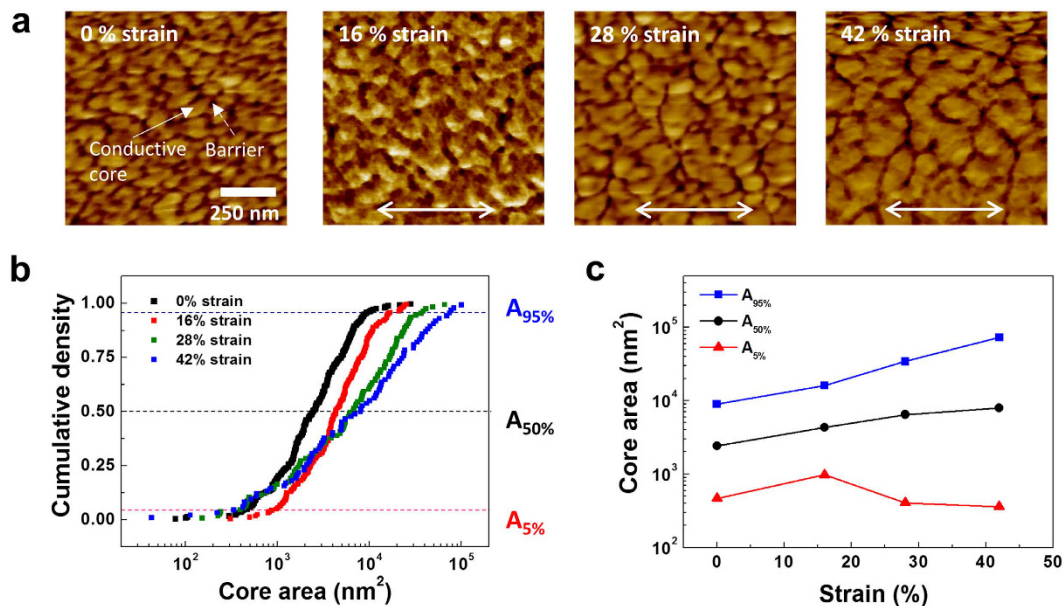 a
0 % strain
16 % strain
28 % strain
42 % strain
Conductive core
Barrier
250 nm
b
Cumulative density
1.00
0.75
0.50
0.25
0.00
0% strain
16% strain
28% strain
42% strain
A95%
A50%
A5%
10²
10³
10⁴
10⁵
Core area (nm²)
c
Core area (nm²)
10⁵
10⁴
10³
10²
A95%
A50%
A5%
0
10
20
30
40
50
Strain (%)